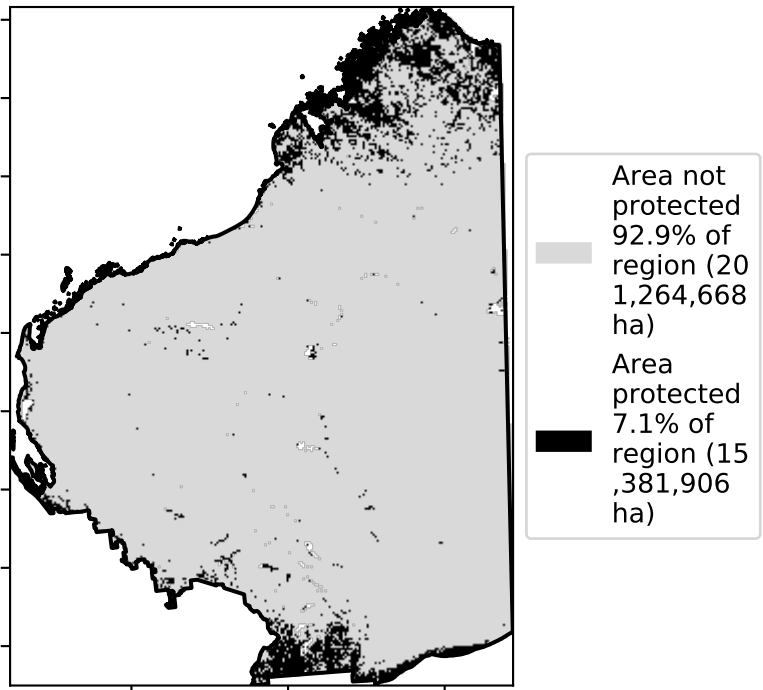 Area not
protected
92.9% of
region (20
1,264,668
ha)
Area
protected
7.1% of
region (15
,381,906
ha)